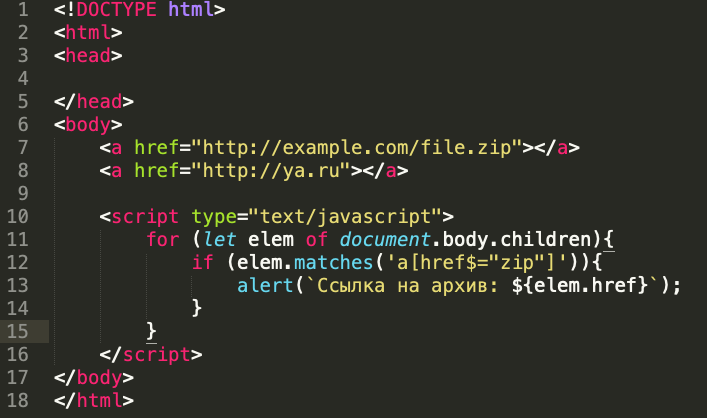 1 <!DOCTYPE html>
2 <html>
3 <head>
4
5 </head>
6 <body>
7     <a href="http://example.com/file.zip"></a>
8     <a href="http://ya.ru"></a>
9
10     <script type="text/javascript">
11         for (let elem of document.body.children){
12             if (elem.matches('a[href$="zip"]')){
13                 alert(`Ссылка на архив: ${elem.href}`);
14             }
15         }
16     </script>
17 </body>
18 </html>